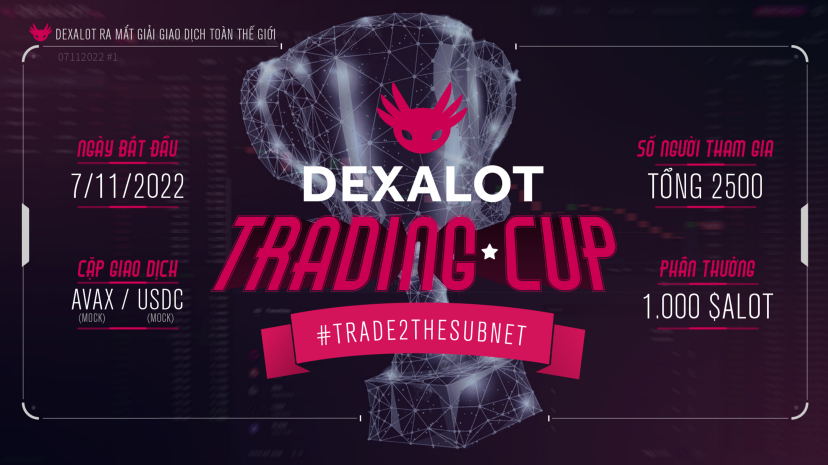 DEXALOT RA MẮT GIẢI GIAO DỊCH TOÀN THẾ GIỚI
07112022 #1
NGÀY BẮT ĐẦU
7/11/2022
CẶP GIAO DỊCH
AVAX / USDC
(MOCK) (MOCK)
DEXALOT
TRADING CUP
#TRADE2THESUBNET
SỐ NGƯỜI THAM GIA
TỔNG 2500
PHẦN THƯỞNG
1.000 $ALOT